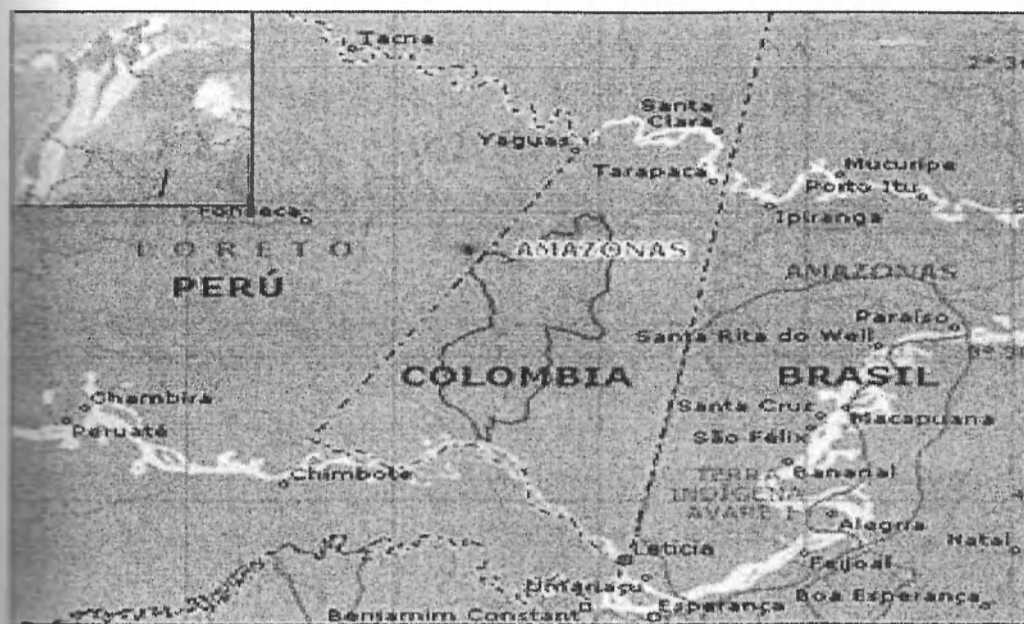 Tacna
Santa
Clara
Yaguas
Tarapaca
Mucuripe
Porto Itu
Ipiranga
Fonseca
LORETO
AMAZONAS
PERÚ
AMAZONAS
Paraíso
Santa Rita do Weil
COLOMBIA
BRASIL
Chambira
Santa Cruz
Macapuana
Peruaté
São Félix
Chimbote
Bananal
TERRA
INDÍGENA
Alegria
Leticia
Natal
Feijoal
Umariaçu
Boa Esperança
Benjamim Constant
Esperança